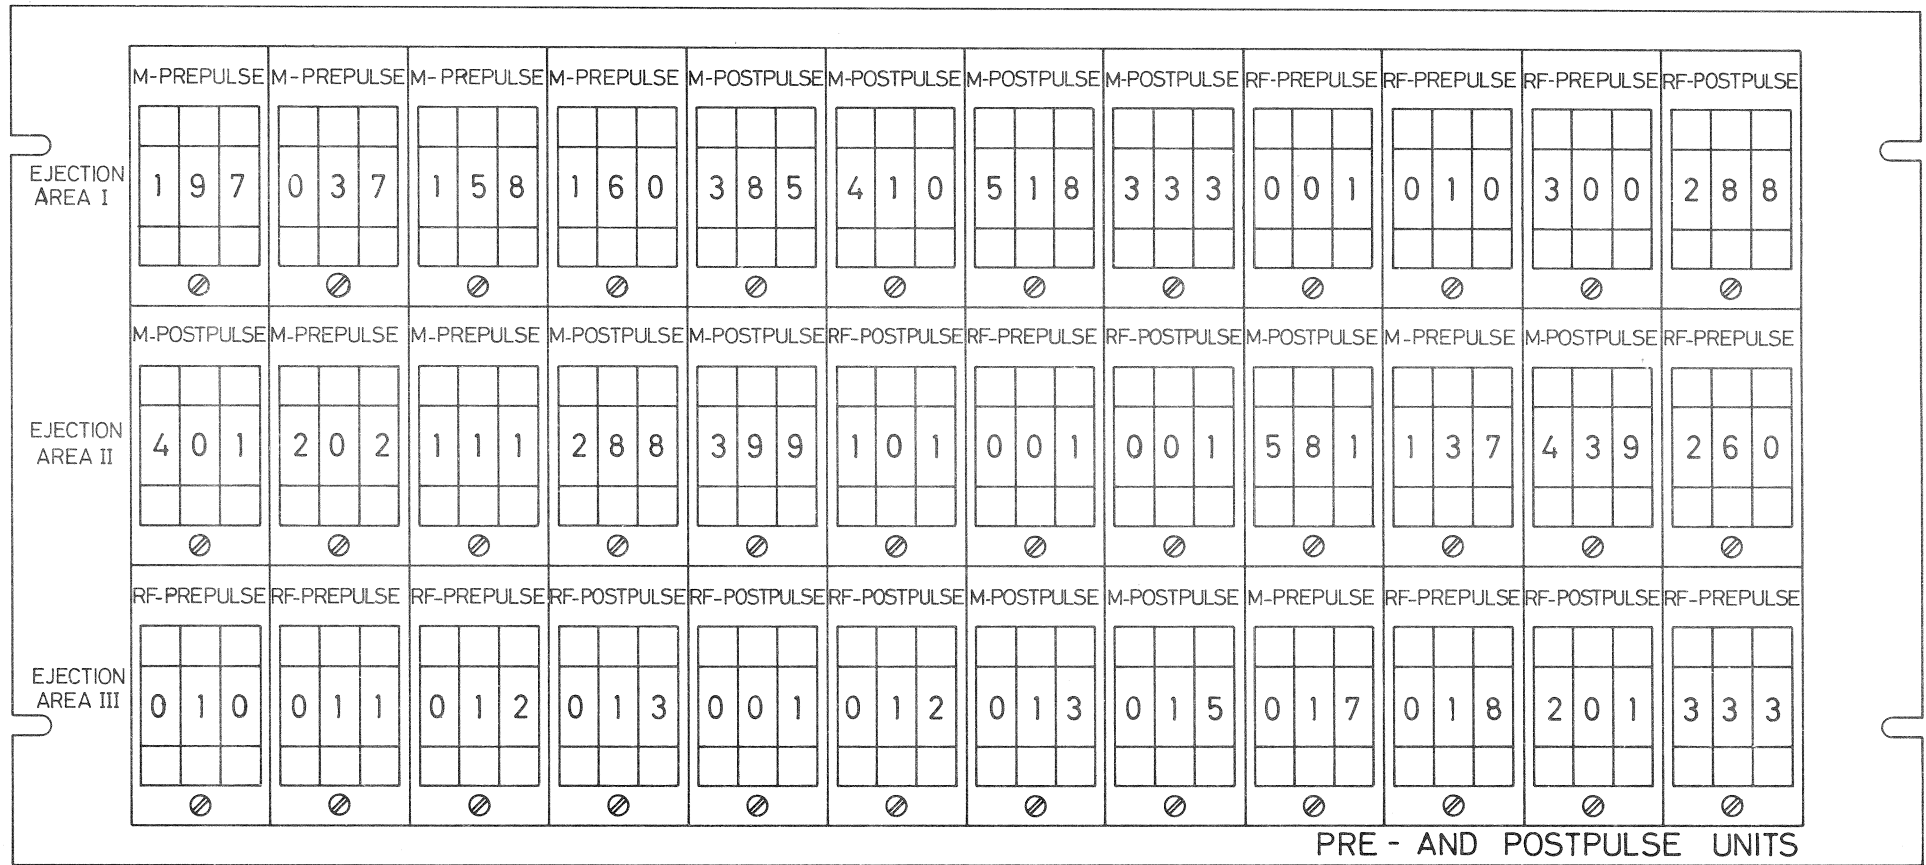 M-PREPULSE M-PREPULSE M-PREPULSE M-PREPULSE M-POSTPULSE M-POSTPULSE M-POSTPULSE M-POSTPULSE RF-PREPULSE RF-PREPULSE RF-PREPULSE RF-POSTPULSE
EJECTION
AREA I
1 9 7 0 3 7 1 5 8 1 6 0 3 8 5 4 1 0 5 1 8 3 3 3 0 0 1 0 1 0 3 0 0 2 8 8
M-POSTPULSE M-PREPULSE M-PREPULSE M-POSTPULSE M-POSTPULSE RF-POSTPULSE RF-PREPULSE RF-POSTPULSE M-POSTPULSE M-PREPULSE M-POSTPULSE RF-PREPULSE
EJECTION
AREA II
4 0 1 2 0 2 1 1 1 2 8 8 3 9 9 1 0 1 0 0 1 0 0 1 5 8 1 1 3 7 4 3 9 2 6 0
RF-PREPULSE RF-PREPULSE RF-PREPULSE RF-POSTPULSE RF-POSTPULSE RF-POSTPULSE M-POSTPULSE M-POSTPULSE M-PREPULSE RF-PREPULSE RF-POSTPULSE RF-PREPULSE
EJECTION
AREA III
0 1 0 0 1 1 0 1 2 0 1 3 0 0 1 0 1 2 0 1 3 0 1 5 0 1 7 0 1 8 2 0 1 3 3 3
PRE - AND POSTPULSE UNITS